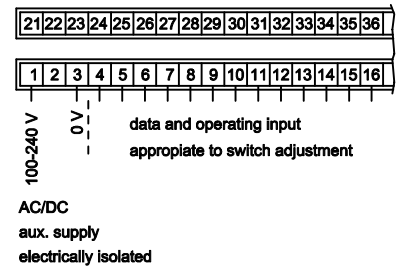 21 22 23 24 25 26 27 28 29 30 31 32 33 34 35 36
1 2 3 4 5 6 7 8 9 10 11 12 13 14 15 16
100-240 V
0 V
data and operating input
appropiate to switch adjustment
AC/DC
aux. supply
electrically isolated